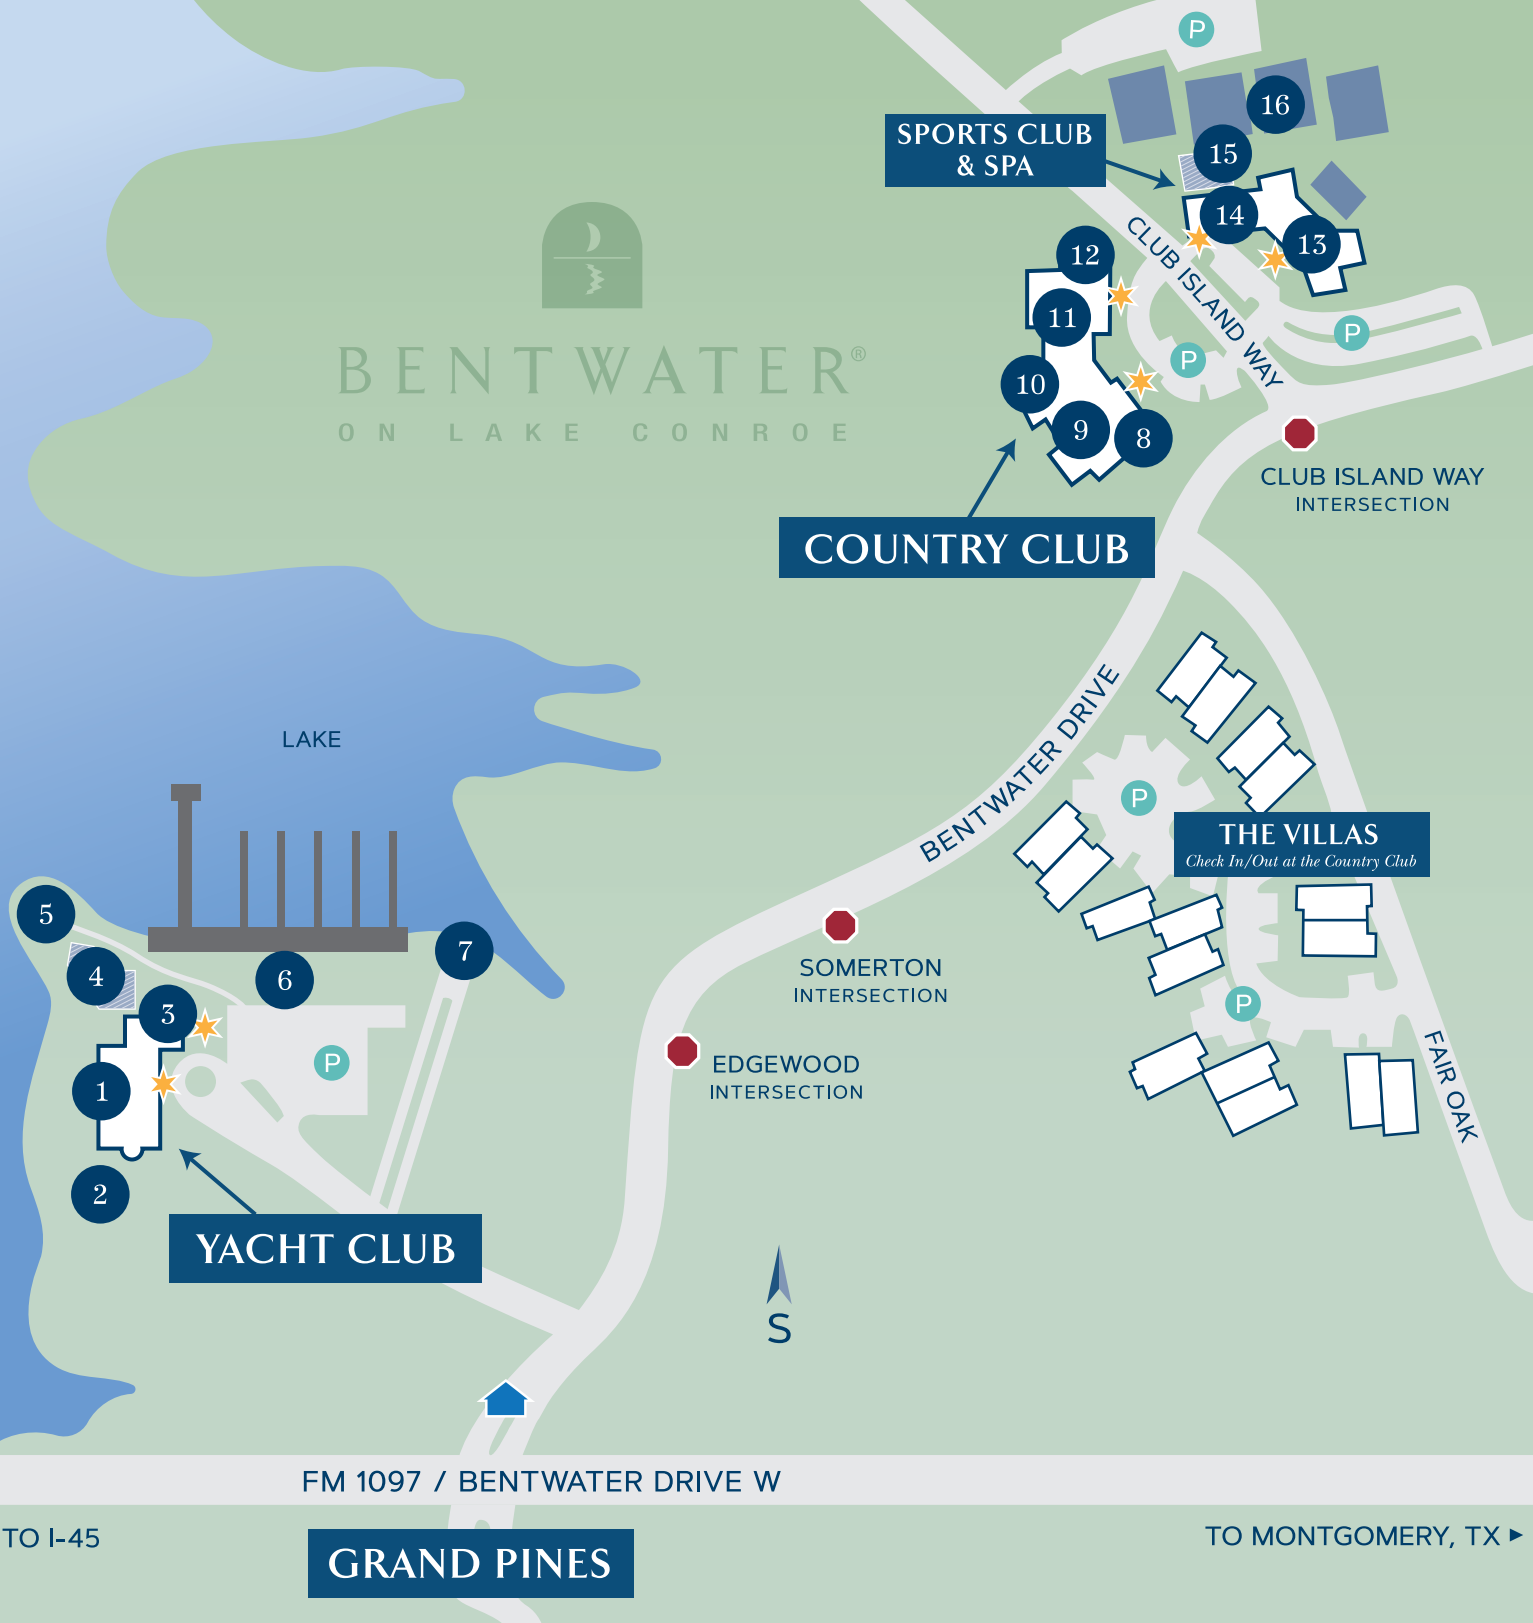 P
16
SPORTS CLUB
& SPA
15
14
13
12
CLUB ISLAND WAY
11
P
P
10
9
8
BENTWATER®
ON LAKE CONROE
CLUB ISLAND WAY
INTERSECTION
COUNTRY CLUB
BENTWATER DRIVE
LAKE
P
THE VILLAS
Check In/Out at the Country Club
5
7
4
6
3
SOMERTON
INTERSECTION
P
P
1
EDGEWOOD
INTERSECTION
FAIR OAK
2
YACHT CLUB
S
FM 1097 / BENTWATER DRIVE W
TO I-45
TO MONTGOMERY, TX ►
GRAND PINES